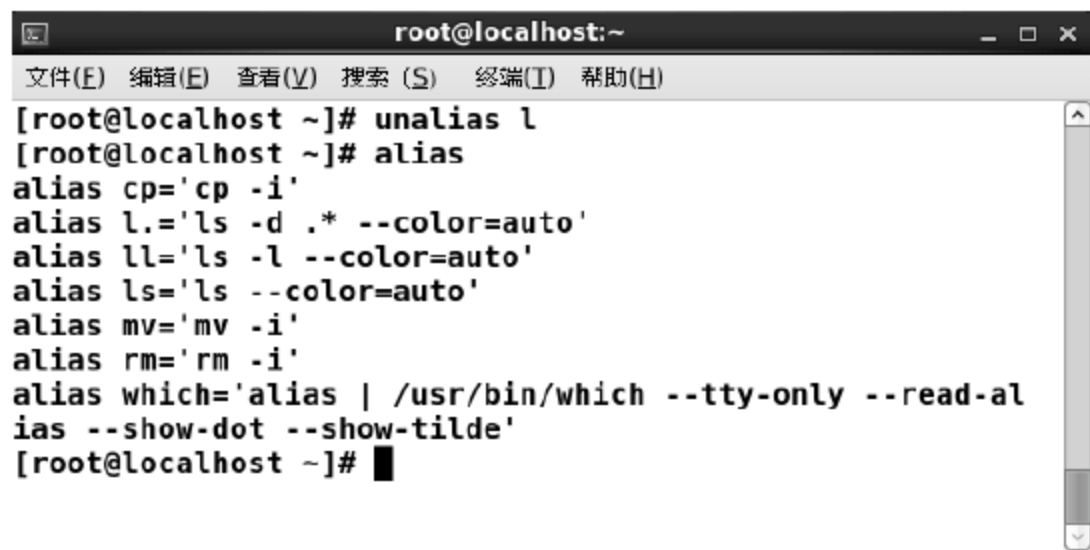 root@localhost:~
文件(F) 编辑(E) 查看(V) 搜索 (S) 终端(T) 帮助(H)
[root@localhost ~]# unalias l
[root@localhost ~]# alias
alias cp='cp -i'
alias l.='ls -d .* --color=auto'
alias ll='ls -l --color=auto'
alias ls='ls --color=auto'
alias mv='mv -i'
alias rm='rm -i'
alias which='alias | /usr/bin/which --tty-only --read-al
ias --show-dot --show-tilde'
[root@localhost ~]#